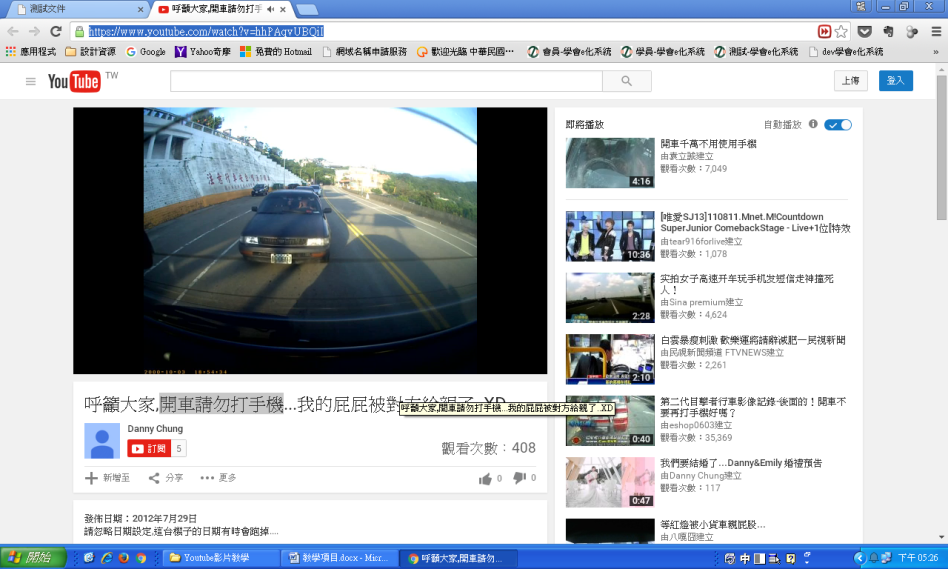 測試文件
呼籲大家,開車請勿打手機
https://www.youtube.com/watch?v=hhPAqvUBQiI
應用程式 設計資源 Google Yahoo奇摩 免費的 Hotmail 網域名稱申請服務 歡迎光臨 中華民國⋯ 會員-學會e化系統 學員-學會e化系統 測試-學會e化系統 dev學會e化系統 »
YouTube TW
上傳
登入
即將播放
自動播放
開車千萬不用使用手機
由袁立誠建立
觀看次數：7,049
4:16
[唯愛SJ13]110811.Mnet.M!Countdown
SuperJunior ComebackStage - Live+1位[特效
由tear916forlive建立
觀看次數：1,078
10:36
实拍女子高速开车玩手机发短信走神撞死
人！
由Sina premium建立
觀看次數：4,624
2:28
白雲暴瘦刺激 歡樂運將請辭減肥—民視新聞
由民視新聞頻道 FTVNEWS建立
觀看次數：2,261
2:10
第二代目擊者行車影像記錄-後面的！開車不
要再打手機好嗎？
由eshop0603建立
觀看次數：35,369
0:40
我們要結婚了...Danny&Emily 婚禮預告
由Danny Chung建立
觀看次數：117
0:47
等紅燈被小貨車親屁股...
由八嘎囧建立
呼籲大家,開車請勿打手機...我的屁屁被對方給親了..XD
呼籲大家,開車請勿打手機...我的屁屁被對方給親了..XD
Danny Chung
訂閱 5
觀看次數：408
新增至 分享 更多
0 0
發佈日期：2012年7月29日
請忽略日期設定,這台機子的日期有時會跑掉....
開始
Youtube影片教學
教學項目.docx - Micr...
呼籲大家,開車請勿...
中
下午 05:26